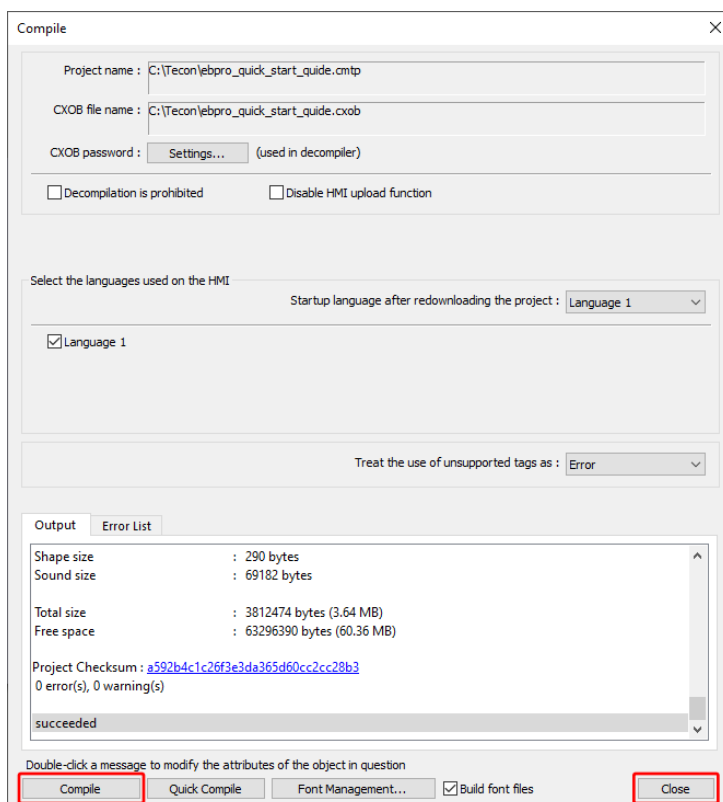 Compile
Project name : C:\Tecon\ebpro_quick_start_guide.cmtp
CXOB file name : C:\Tecon\ebpro_quick_start_guide.cxob
CXOB password : Settings... (used in decompiler)
Decompilation is prohibited Disable HMI upload function
Select the languages used on the HMI
Startup language after redownloading the project : Language 1
Language 1
Treat the use of unsupported tags as : Error
Output Error List
Shape size : 290 bytes
Sound size : 69182 bytes
Total size : 3812474 bytes (3.64 MB)
Free space : 63296390 bytes (60.36 MB)
Project Checksum : a592b4c1c26f3e3da365d60cc2cc28b3
0 error(s), 0 warning(s)
succeeded
Double-click a message to modify the attributes of the object in question
Compile Quick Compile Font Management... Build font files Close